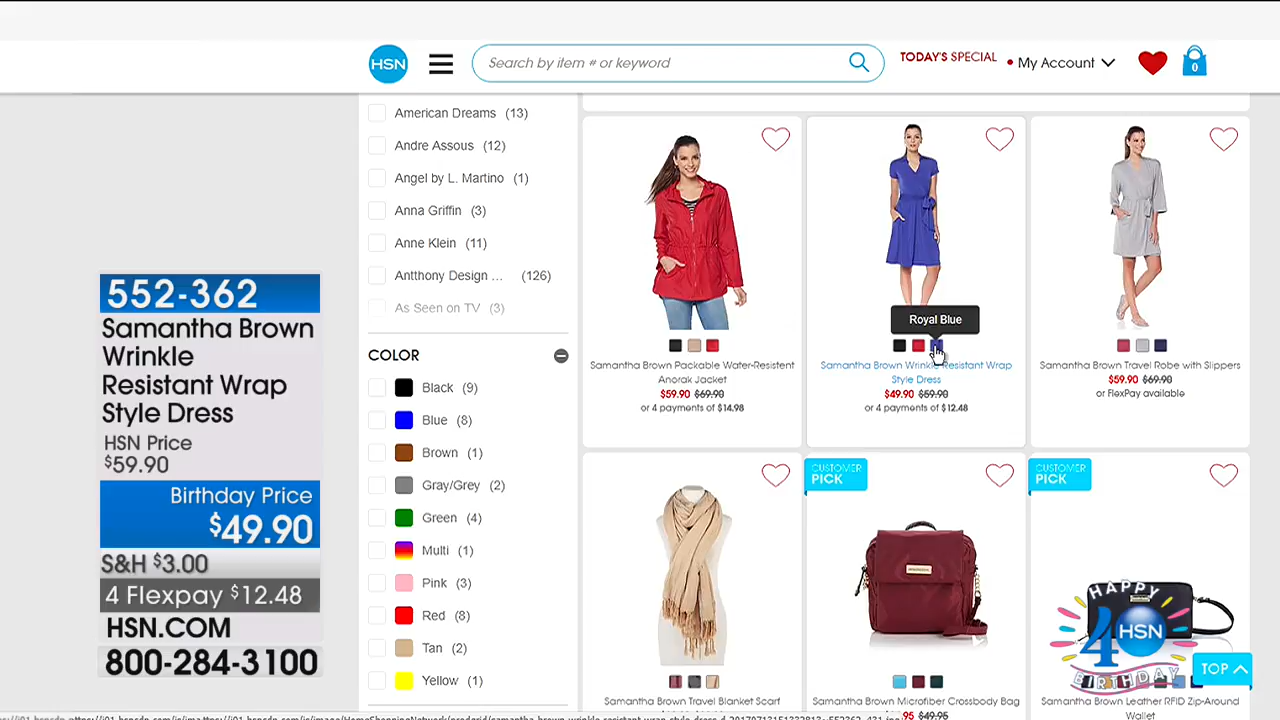 HSN
Search by item # or keyword
TODAY'S SPECIAL
My Account
0
American Dreams (13)
Andre Assous (12)
Angel by L. Martino (1)
Anna Griffin (3)
Anne Klein (11)
Antthony Design ... (126)
As Seen on TV (3)
COLOR
Black (9)
Blue (8)
Brown (1)
Gray/Grey (2)
Green (4)
Multi (1)
Pink (3)
Red (8)
Tan (2)
Yellow (1)
552-362
Samantha Brown
Wrinkle
Resistant Wrap
Style Dress
HSN Price
$59.90
Birthday Price
$49.90
S&H $3.00
4 Flexpay $12.48
HSN.COM
800-284-3100
Samantha Brown Packable Water-Resistent
Anorak Jacket
$59.90 $69.90
or 4 payments of $14.98
Royal Blue
Samantha Brown Wrinkle Resistant Wrap
Style Dress
$49.90 $59.90
or 4 payments of $12.48
Samantha Brown Travel Robe with Slippers
$59.90 $69.90
or FlexPay available
Samantha Brown Travel Blanket Scarf
CUSTOMER
PICK
Samantha Brown Microfiber Crossbody Bag
.95 $49.95
CUSTOMER
PICK
Samantha Brown Leather RFID Zip-Around
Wallet
HAPPY
40
HSN
BIRTHDAY
TOP